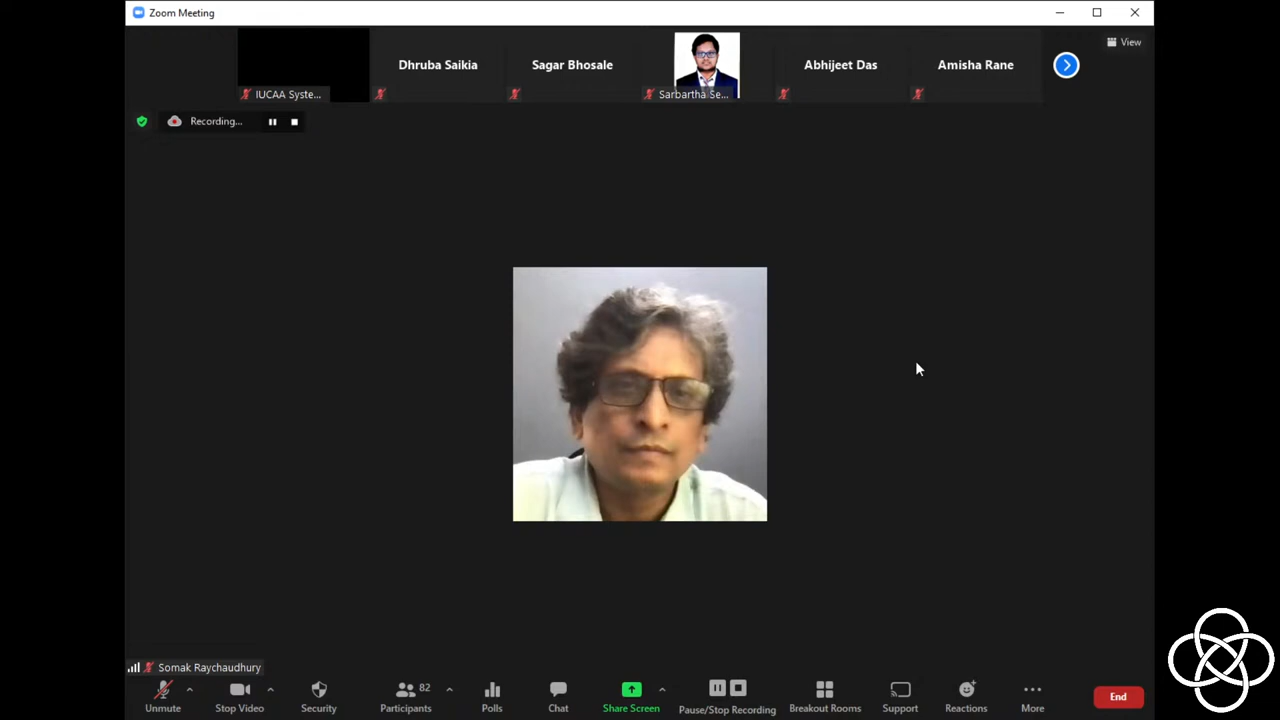 Zoom Meeting
View
Dhruba Saikia
Sagar Bhosale
Abhijeet Das
Amisha Rane
IUCAA Syste...
Sarbartha Se...
Recording...
Somak Raychaudhury
82
Unmute
Stop Video
Security
Participants
Polls
Chat
Share Screen
Pause/Stop Recording
Breakout Rooms
Support
Reactions
More
End